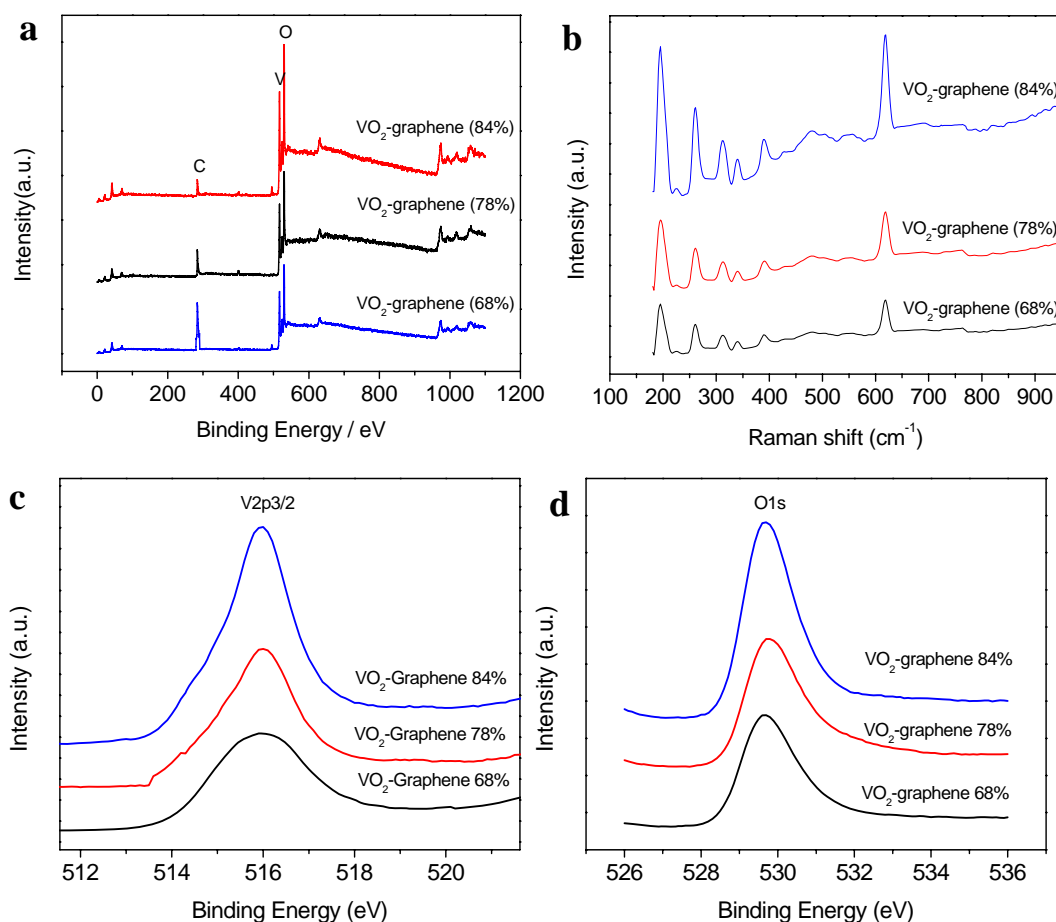 a
O
V
C
VO2-graphene (84%)
VO2-graphene (78%)
VO2-graphene (68%)
Intensity(a.u.)
0 200 400 600 800 1000 1200
Binding Energy / eV
b
VO2-graphene
(84%)
VO2-graphene (78%)
VO2-graphene (68%)
Intensity (a.u.)
100 200 300 400 500 600 700 800 900
Raman shift (cm-1)
c
V2p3/2
VO2-Graphene 84%
VO2-Graphene 78%
VO2-Graphene 68%
Intensity (a.u.)
512 514 516 518 520
Binding Energy (eV)
d
O1s
VO2-graphene 84%
VO2-graphene 78%
VO2-graphene 68%
Intensity (a.u.)
526 528 530 532 534 536
Binding Energy (eV)